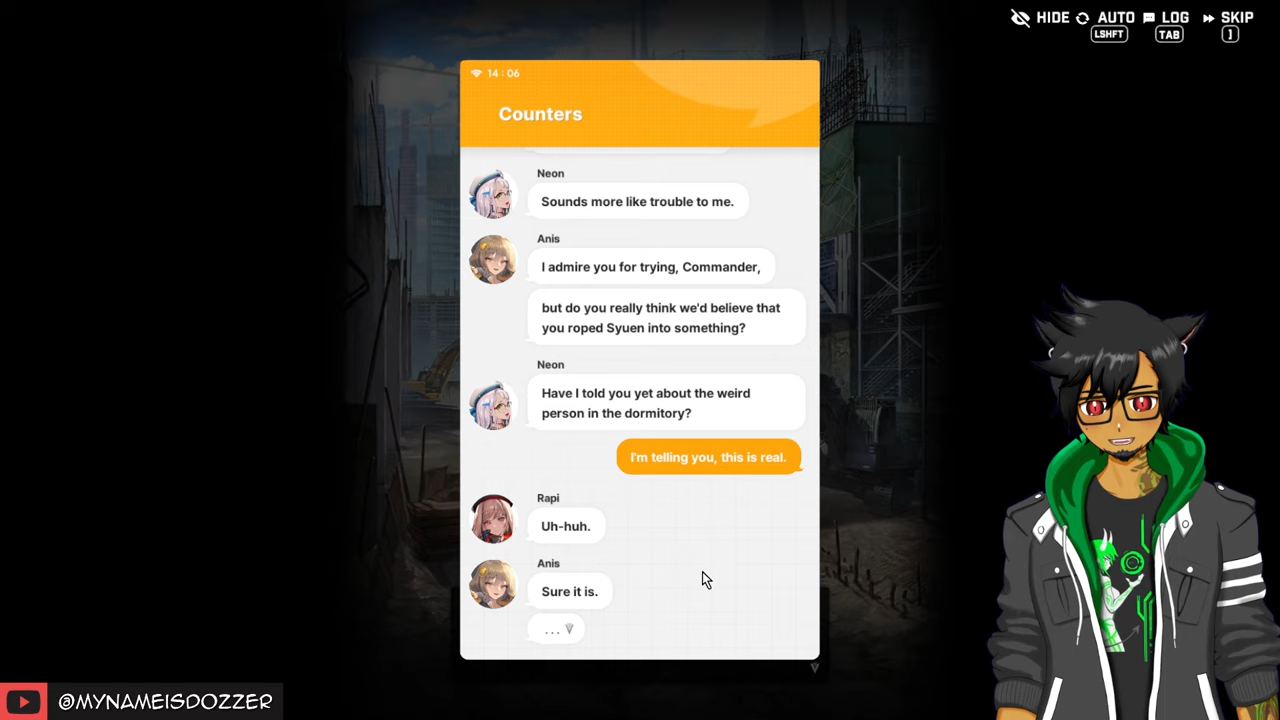 HIDE AUTO LOG SKIP
LSHFT TAB ]
14 : 06
Counters
Neon
Sounds more like trouble to me.
Anis
I admire you for trying, Commander,
but do you really think we'd believe that
you roped Syuen into something?
Neon
Have I told you yet about the weird
person in the dormitory?
I'm telling you, this is real.
Rapi
Uh-huh.
Anis
Sure it is.
...
@MYNAMEISDOZZER